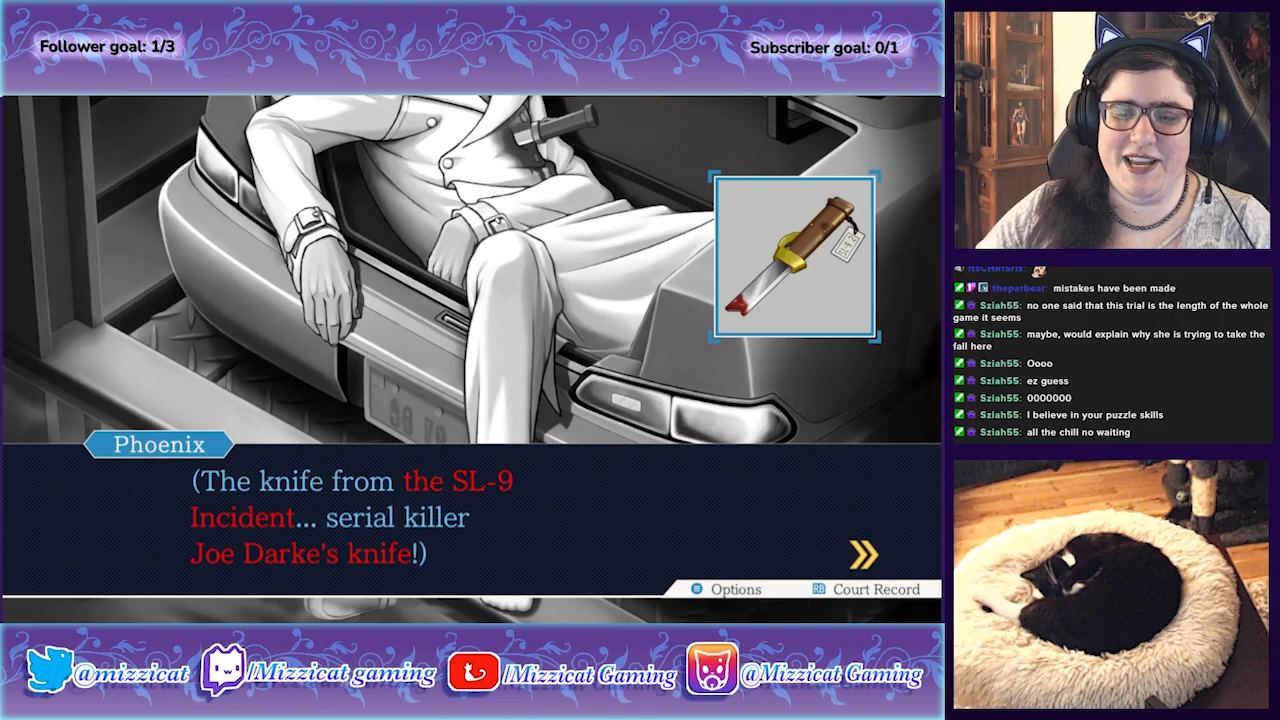 Follower goal: 1/3
Subscriber goal: 0/1
Phoenix
(The knife from the SL-9
Incident... serial killer
Joe Darke's knife!)
Options
RB Court Record
itsCHRISrix
theparbear mistakes have been made
Sziah55: no one said that this trial is the length of the whole
game it seems
Sziah55: maybe, would explain why she is trying to take the
fall here
Sziah55: Oooo
Sziah55: ez guess
Sziah55: 0000000
Sziah55: I believe in your puzzle skills
Sziah55: all the chill no waiting
@mizzicat
/Mizzicat gaming
/Mizzicat Gaming
@Mizzicat Gaming